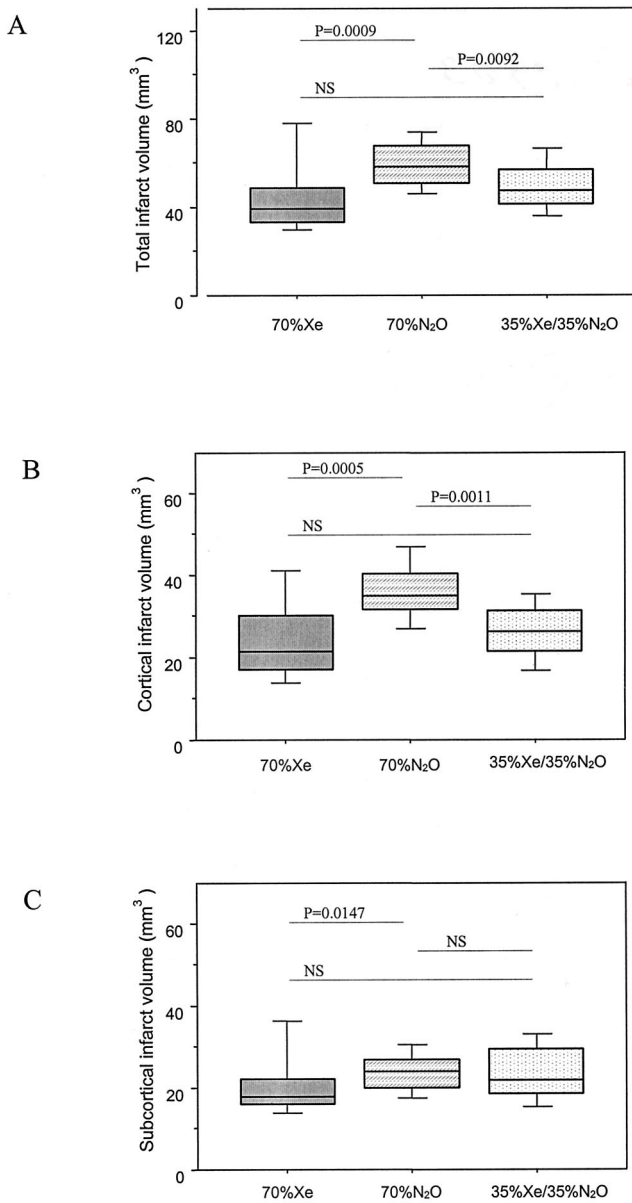 A
Total infarct volume (mm³)
120
80
40
0
P=0.0009
P=0.0092
NS
70%Xe 70%N₂O 35%Xe/35%N₂O
B
Cortical infarct volume (mm³)
60
40
20
0
P=0.0005
P=0.0011
NS
70%Xe 70%N₂O 35%Xe/35%N₂O
C
Subcortical infarct volume (mm³)
60
40
20
0
P=0.0147
NS
NS
70%Xe 70%N₂O 35%Xe/35%N₂O